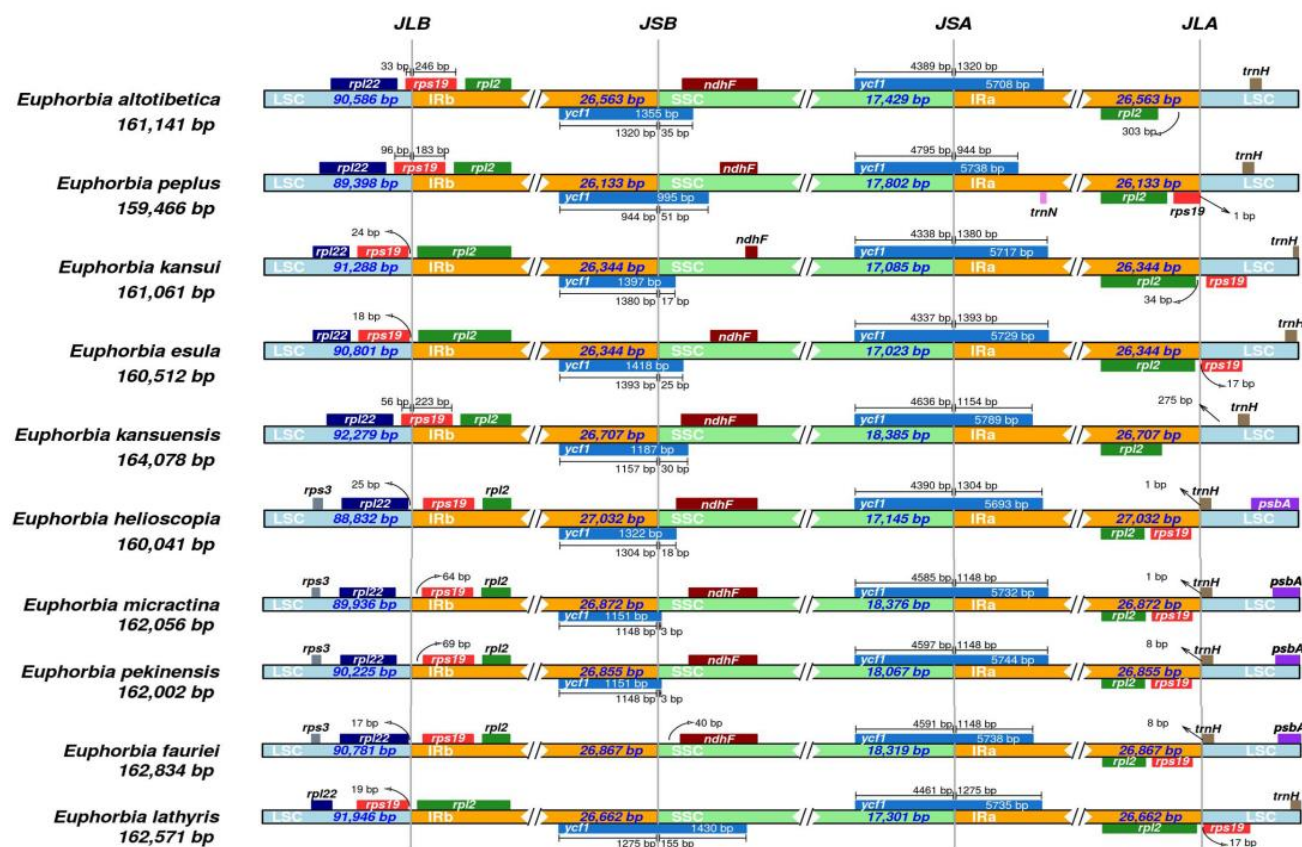 JLB JSB JSA JLA
33 bp 246 bp 4389 bp 1320 bp
rpl22 rps19 rpl2 ndhF ycf1 5708 bp trnH
Euphorbia altotibetica LSC 90,586 bp IRb 26,563 bp SSC 17,429 bp IRa 26,563 bp LSC
161,141 bp ycf1 1355 bp rpl2
1320 bp 35 bp 303 bp
96 bp 183 bp 4795 bp 944 bp
rpl22 rps19 rpl2 ndhF ycf1 5738 bp trnH
Euphorbia peplus LSC 89,398 bp IRb 26,133 bp SSC 17,802 bp IRa 26,133 bp LSC
159,466 bp ycf1 995 bp trnN rpl2 rps19
944 bp 51 bp 1 bp
24 bp ndhF 4338 bp 1380 bp trnH
rpl22 rps19 rpl2 ycf1 5717 bp
Euphorbia kansui LSC 91,288 bp IRb 26,344 bp SSC 17,085 bp IRa 26,344 bp LSC
161,061 bp ycf1 1397 bp rpl2 rps19
1380 bp 17 bp 34 bp
18 bp 4337 bp 1393 bp trnH
rpl22 rps19 rpl2 ndhF ycf1 5729 bp
Euphorbia esula LSC 90,801 bp IRb 26,344 bp SSC 17,023 bp IRa 26,344 bp LSC
160,512 bp ycf1 1418 bp rpl2 rps19
1393 bp 25 bp 17 bp
56 bp 223 bp 4636 bp 1154 bp 275 bp trnH
rpl22 rps19 rpl2 ndhF ycf1 5789 bp
Euphorbia kansuensis LSC 92,279 bp IRb 26,707 bp SSC 18,385 bp IRa 26,707 bp LSC
164,078 bp ycf1 1187 bp rpl2
1157 bp 30 bp
rps3 25 bp rpl2 4390 bp 1304 bp 1 bp trnH
rpl22 rps19 ndhF ycf1 5693 bp psbA
Euphorbia helioscopia LSC 88,832 bp IRb 27,032 bp SSC 17,145 bp IRa 27,032 bp LSC
160,041 bp ycf1 1322 bp rpl2 rps19
1304 bp 18 bp
rps3 64 bp rpl2 4585 bp 1148 bp 1 bp trnH psbA
rpl22 rps19 ndhF ycf1 5732 bp
Euphorbia micractina LSC 89,936 bp IRb 26,872 bp SSC 18,376 bp IRa 26,872 bp LSC
162,056 bp ycf1 1151 bp rpl2 rps19
1148 bp 3 bp
rps3 69 bp rpl2 4597 bp 1148 bp 8 bp trnH psbA
rpl22 rps19 ndhF ycf1 5744 bp
Euphorbia pekinensis LSC 90,225 bp IRb 26,855 bp SSC 18,067 bp IRa 26,855 bp LSC
162,002 bp ycf1 1151 bp rpl2 rps19
1148 bp 3 bp
rps3 17 bp rpl2 40 bp 4591 bp 1148 bp 8 bp trnH psbA
rpl22 rps19 ndhF ycf1 5738 bp
Euphorbia fauriei LSC 90,781 bp IRb 26,867 bp SSC 18,319 bp IRa 26,867 bp LSC
162,834 bp rpl2 rps19
rpl22 19 bp 4461 bp 1275 bp trnH
rps19 rpl2 ycf1 5735 bp
Euphorbia lathyris LSC 91,946 bp IRb 26,662 bp SSC 17,301 bp IRa 26,662 bp LSC
162,571 bp ycf1 1430 bp rpl2 rps19
1275 bp 155 bp 17 bp